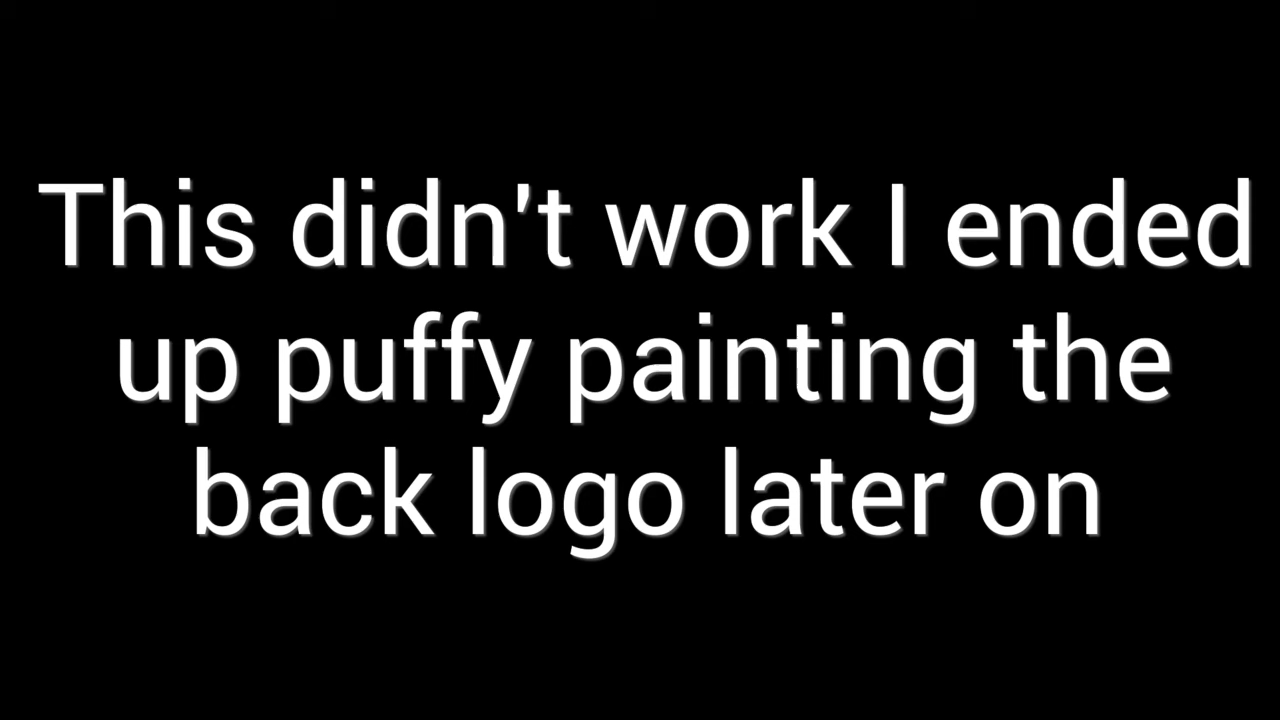 This didn't work I ended
up puffy painting the
back logo later on